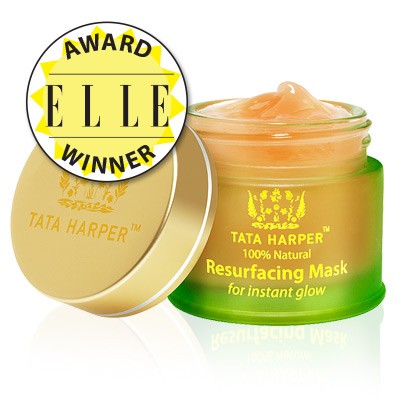 AWARD
ELLE
WINNER
TATA HARPER™
TATA HARPER™
100% Natural
Resurfacing Mask
for instant glow